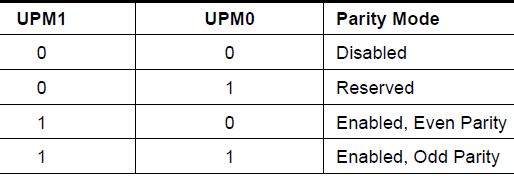 UPM1 UPM0 Parity Mode
0 0 Disabled
0 1 Reserved
1 0 Enabled, Even Parity
1 1 Enabled, Odd Parity